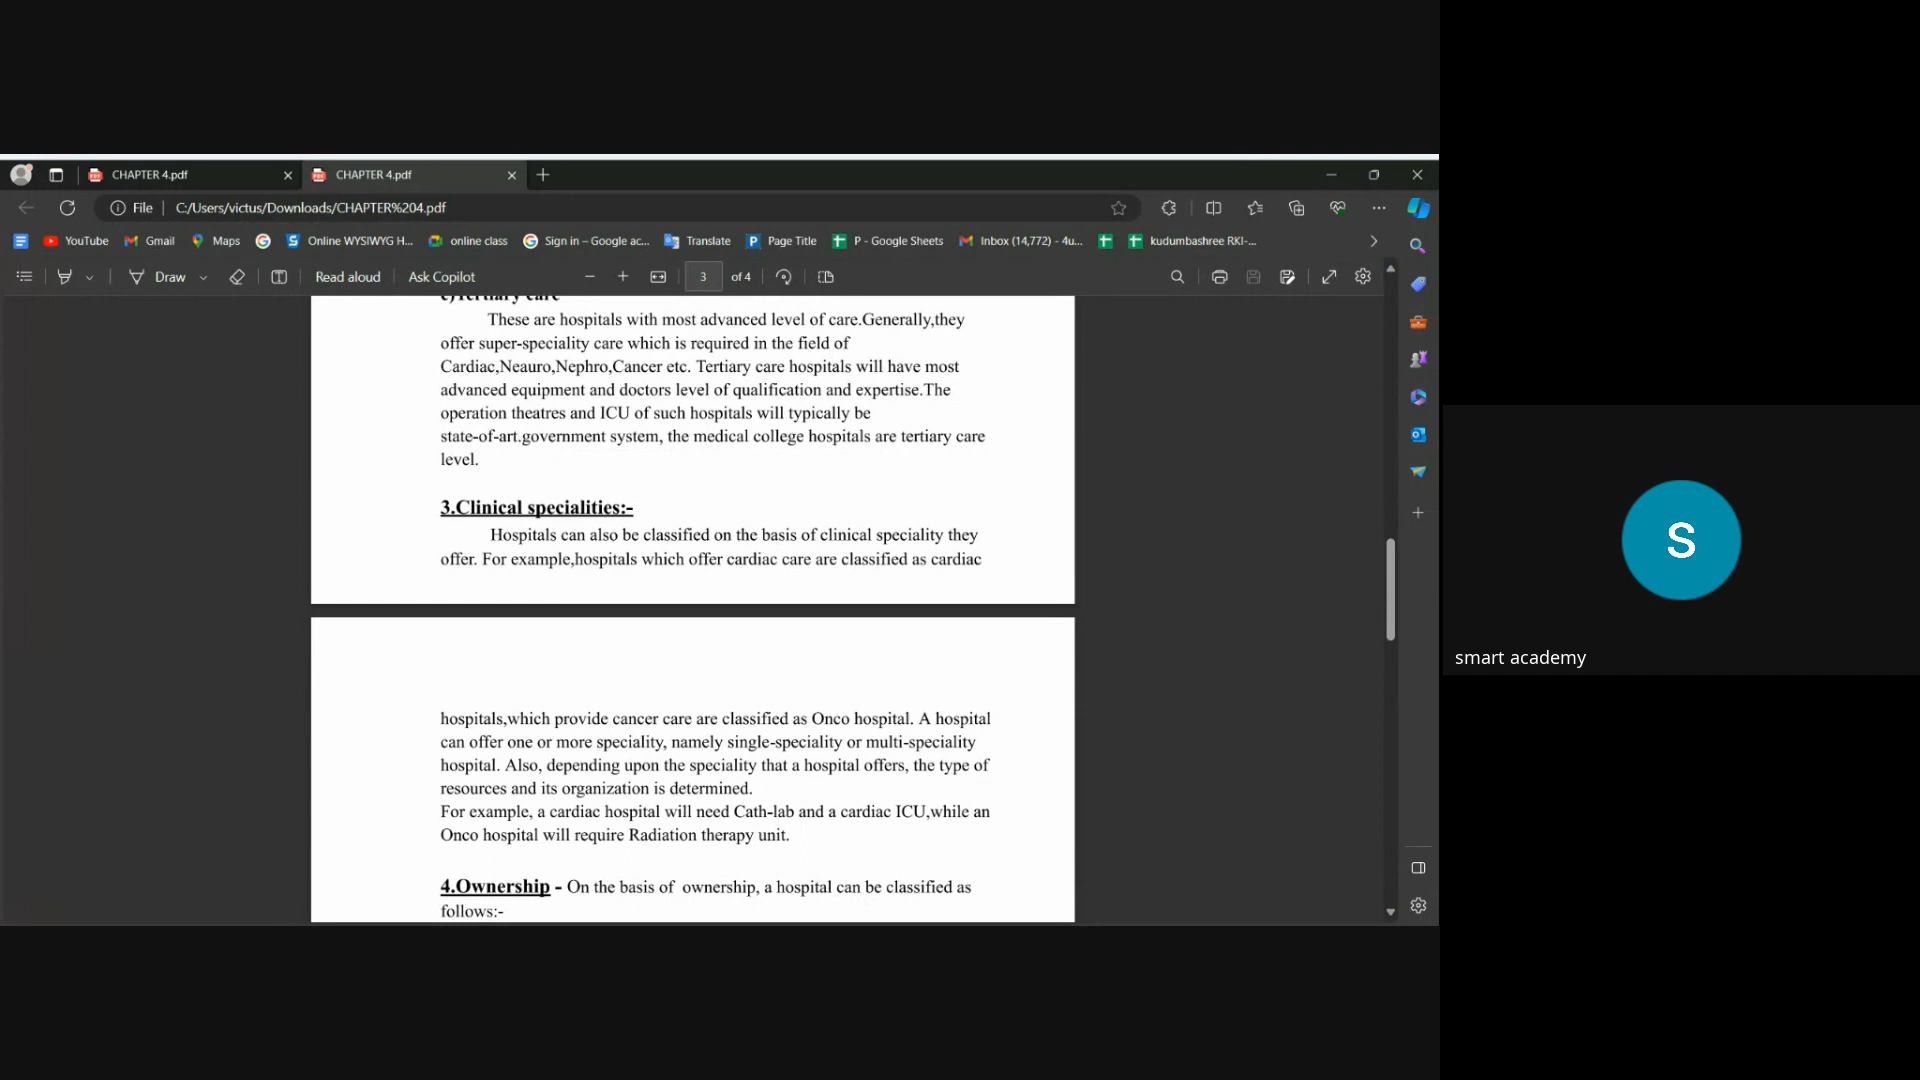 CHAPTER 4.pdf
CHAPTER 4.pdf
File
C:/Users/victus/Downloads/CHAPTER%204.pdf
YouTube
Gmail
Maps
Online WYSIWYG H...
online class
Sign in – Google ac...
Translate
Page Title
P - Google Sheets
Inbox (14,772) - 4u...
kudumbashree RKI-...
Draw
Read aloud
Ask Copilot
3
of 4
c)Tertiary care
These are hospitals with most advanced level of care.Generally,they
offer super-speciality care which is required in the field of
Cardiac,Neauro,Nephro,Cancer etc. Tertiary care hospitals will have most
advanced equipment and doctors level of qualification and expertise.The
operation theatres and ICU of such hospitals will typically be
state-of-art.government system, the medical college hospitals are tertiary care
level.
3.Clinical specialities:-
Hospitals can also be classified on the basis of clinical speciality they
offer. For example,hospitals which offer cardiac care are classified as cardiac
hospitals,which provide cancer care are classified as Onco hospital. A hospital
can offer one or more speciality, namely single-speciality or multi-speciality
hospital. Also, depending upon the speciality that a hospital offers, the type of
resources and its organization is determined.
For example, a cardiac hospital will need Cath-lab and a cardiac ICU,while an
Onco hospital will require Radiation therapy unit.
4.Ownership - On the basis of  ownership, a hospital can be classified as
follows:-
S
smart academy